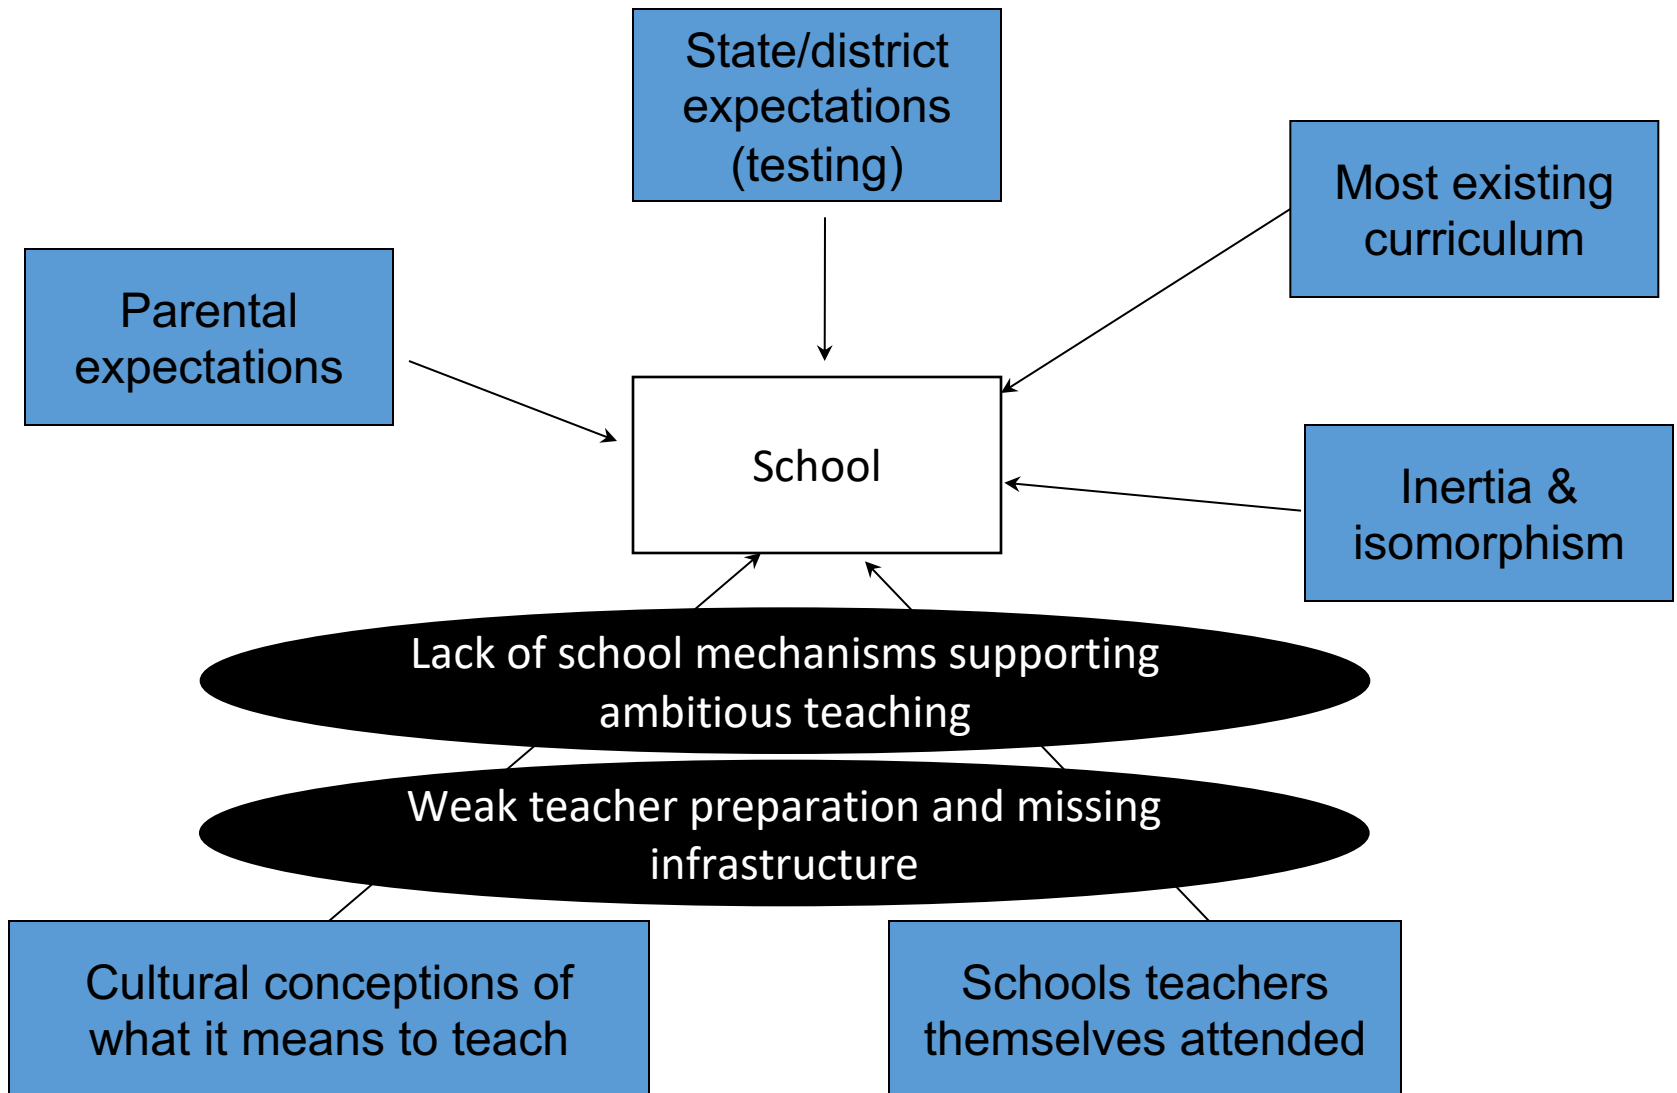 State/district
expectations
(testing)
Most existing
curriculum
Parental
expectations
School
Inertia &
isomorphism
Lack of school mechanisms supporting
ambitious teaching
Weak teacher preparation and missing
infrastructure
Cultural conceptions of
what it means to teach
Schools teachers
themselves attended